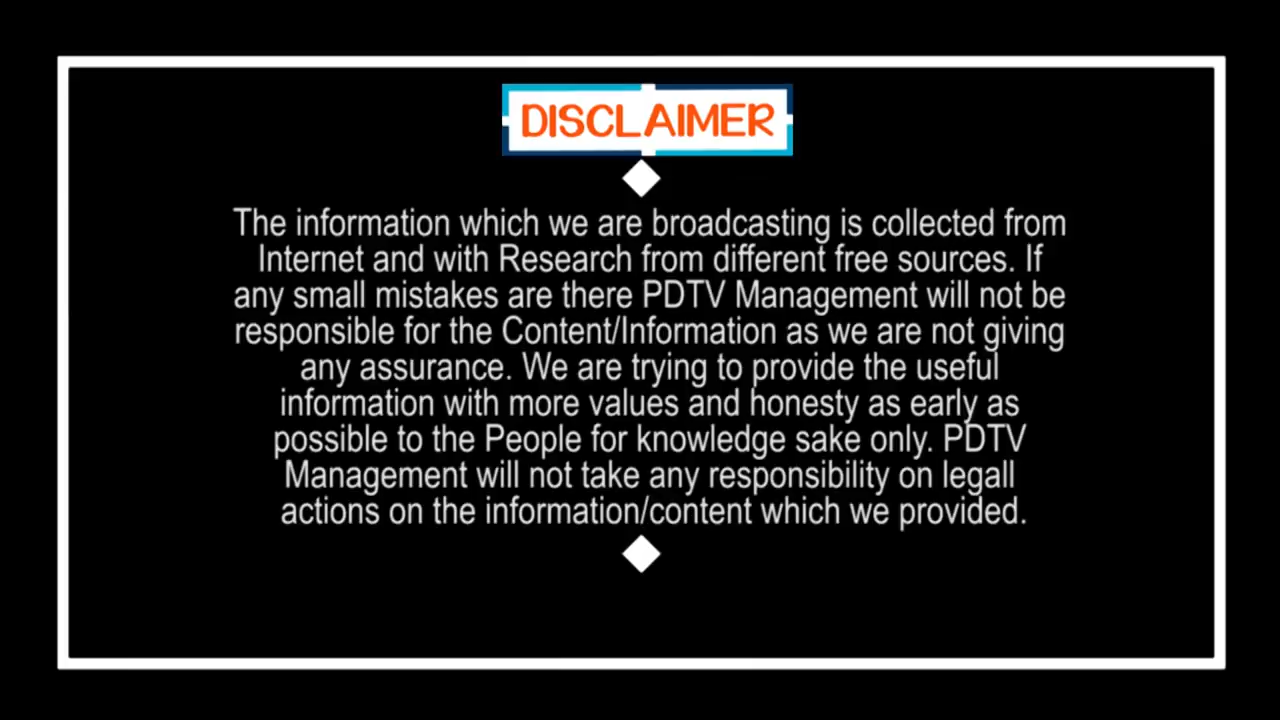 DISCLAIMER
The information which we are broadcasting is collected from
Internet and with Research from different free sources. If
any small mistakes are there PDTV Management will not be
responsible for the Content/Information as we are not giving
any assurance. We are trying to provide the useful
information with more values and honesty as early as
possible to the People for knowledge sake only. PDTV
Management will not take any responsibility on legall
actions on the information/content which we provided.